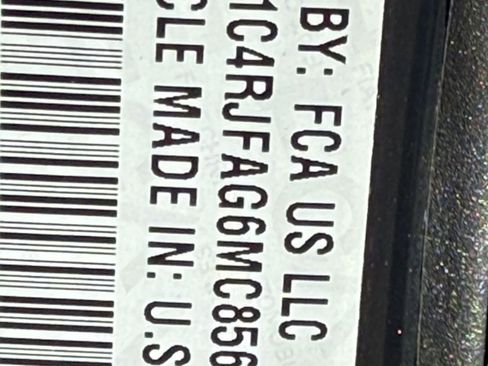 BY: FCA US LLC
1C4RJFAG6MC856
CLE MADE IN: U.S